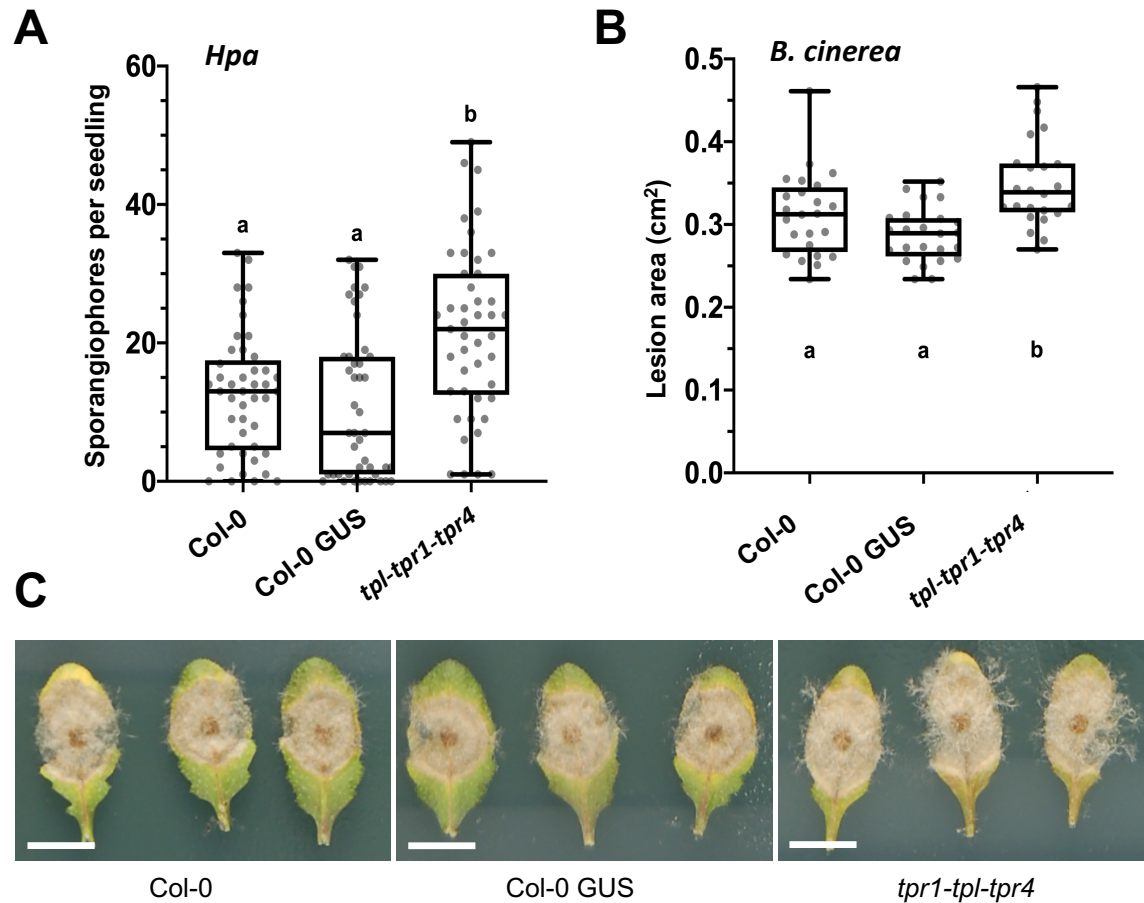 A
Hpa
Sporangiophores per seedling
60
40
20
0
a
a
b
Col-0
Col-0 GUS
tpl-tpr1-tpr4
B
B. cinerea
Lesion area (cm²)
0.5
0.4
0.3
0.2
0.1
0.0
a
a
b
Col-0
Col-0 GUS
tpl-tpr1-tpr4
C
Col-0
Col-0 GUS
tpr1-tpl-tpr4